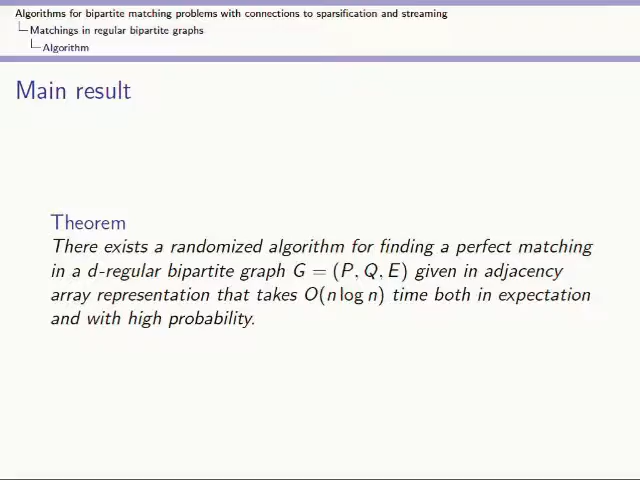 Algorithms for bipartite matching problems with connections to sparsification and streaming
Matchings in regular bipartite graphs
Algorithm
Main result
Theorem
There exists a randomized algorithm for finding a perfect matching
in a d-regular bipartite graph G = (P, Q, E) given in adjacency
array representation that takes O(n log n) time both in expectation
and with high probability.